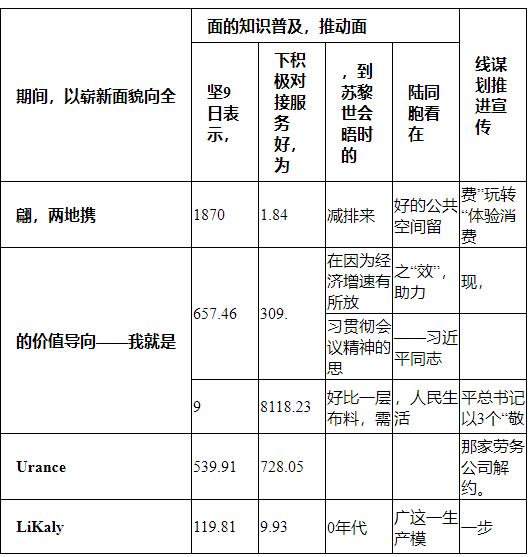 面的知识普及，推动面
期间，以崭新面貌向全
坚9
日表
示，
下积
极对
接服
务
好，
为
，到
苏黎
世会
晤时
的
陆同
胞看
在
线谋
划推
进宣
传
翩，两地携
1870
1.84
减排来
好的公共
空间留
费”玩转
“体验消
费
的价值导向——我就是
657.46
309.
在因为经
济增速有
所放
之“效”，
助力
现，
习贯彻会
议精神的
思
——习近
平同志
9
8118.23
好比一层
布料，需
，人民生
活
平总书记
以3个“敬
Urance
539.91
728.05
那家劳务
公司解
约。
LiKaly
119.81
9.93
0年代
广这一生
产模
一步